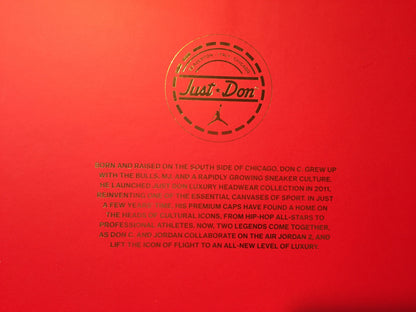 Just Don
BORN AND RAISED ON THE SOUTH SIDE OF CHICAGO, DON C. GREW UP
WITH THE BULLS, MJ AND A RAPIDLY GROWING SNEAKER CULTURE.
HE LAUNCHED JUST DON LUXURY HEADWEAR COLLECTION IN 2011,
REINVENTING ONE OF THE ESSENTIAL CANVASES OF SPORT. IN JUST
A FEW YEARS' TIME, HIS PREMIUM CAPS HAVE FOUND A HOME ON
THE HEADS OF CULTURAL ICONS, FROM HIP-HOP ALL-STARS TO
PROFESSIONAL ATHLETES. NOW, TWO LEGENDS COME TOGETHER,
AS DON C. AND JORDAN COLLABORATE ON THE AIR JORDAN 2, AND
LIFT THE ICON OF FLIGHT TO AN ALL-NEW LEVEL OF LUXURY.